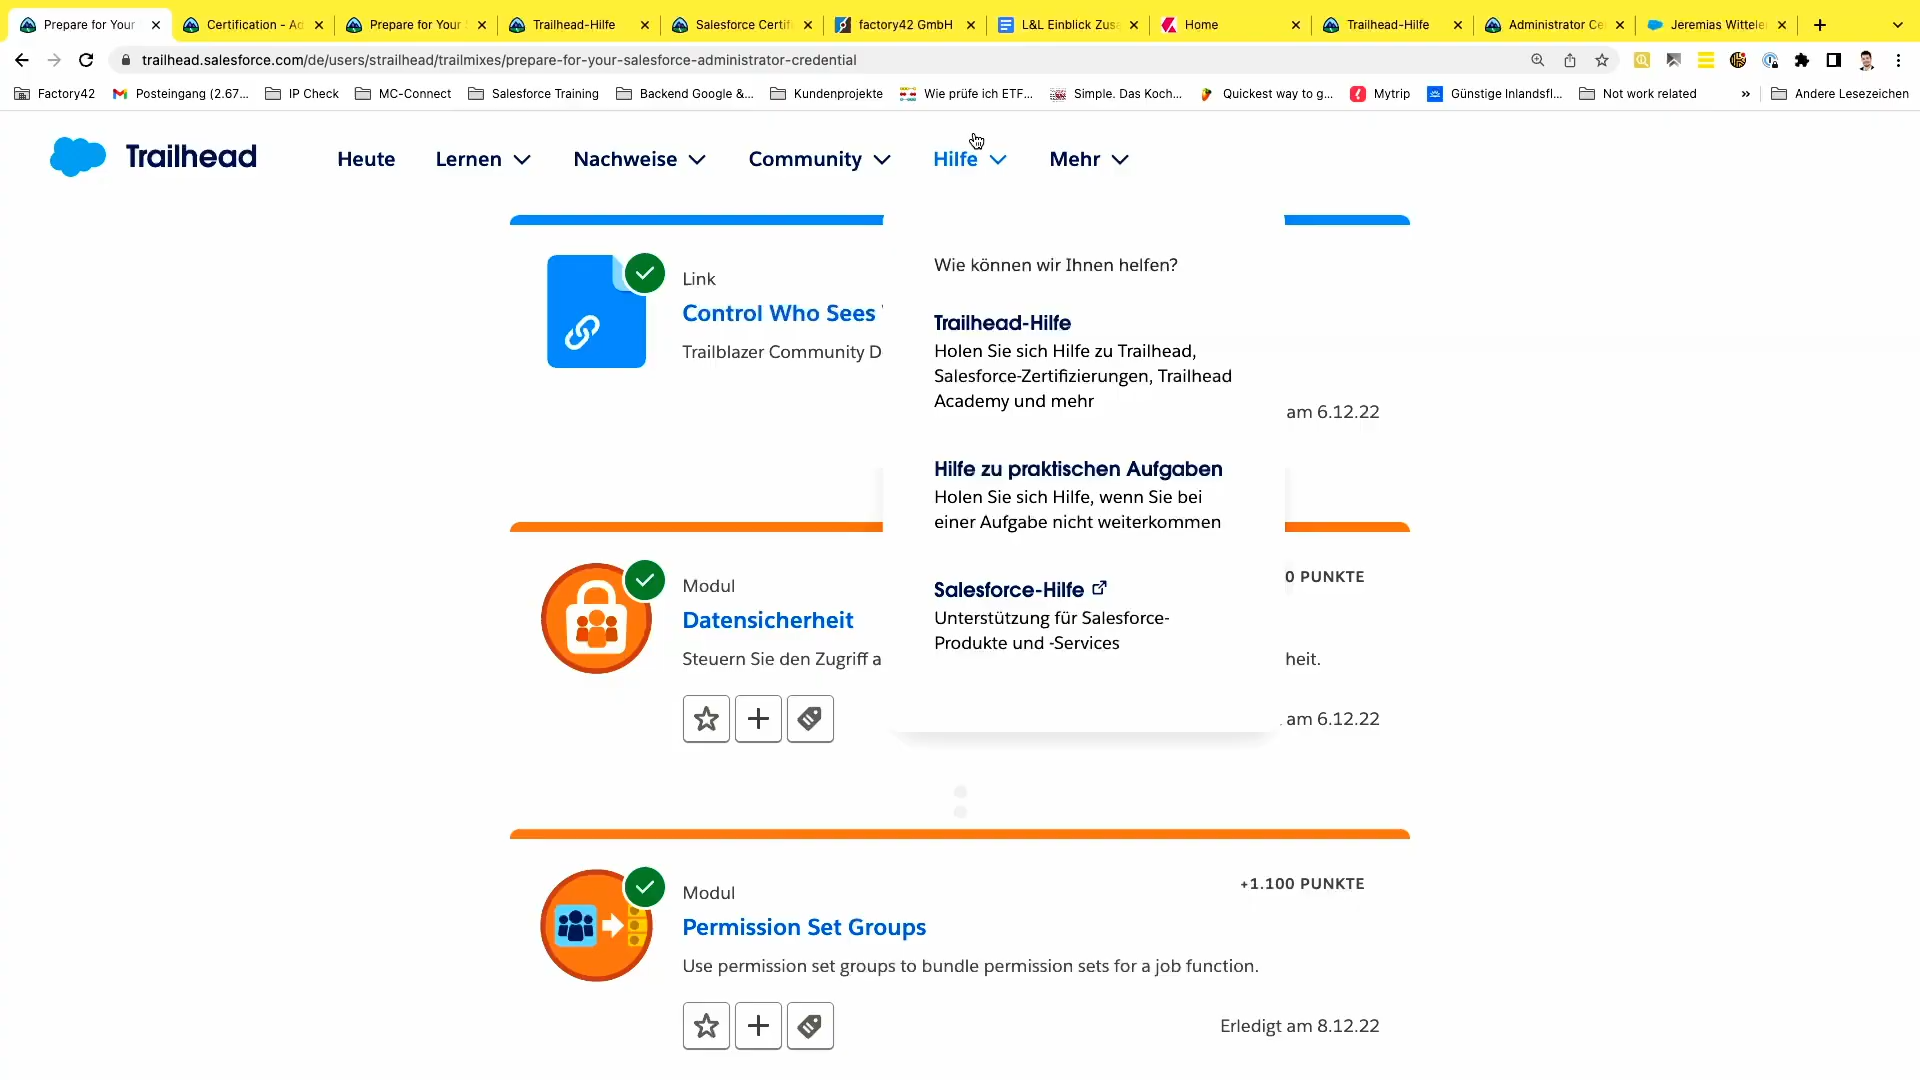 Prepare for Your
Certification - Ad
Prepare for Your S
Trailhead-Hilfe
Salesforce Certifi
factory42 GmbH
L&L Einblick Zusa
Home
Trailhead-Hilfe
Administrator Ce
Jeremias Wittele
trailhead.salesforce.com/de/users/strailhead/trailmixes/prepare-for-your-salesforce-administrator-credential
Factory42
Posteingang (2.67...
IP Check
MC-Connect
Salesforce Training
Backend Google &...
Kundenprojekte
Wie prüfe ich ETF...
Simple. Das Koch...
Quickest way to g...
Mytrip
Günstige Inlandsfl...
Not work related
»
Andere Lesezeichen
Trailhead
Heute
Lernen
Nachweise
Community
Hilfe
Mehr
Link
Control Who Sees
Trailblazer Community D
am 6.12.22
Wie können wir Ihnen helfen?
Trailhead-Hilfe
Holen Sie sich Hilfe zu Trailhead,
Salesforce-Zertifizierungen, Trailhead
Academy und mehr
Hilfe zu praktischen Aufgaben
Holen Sie sich Hilfe, wenn Sie bei
einer Aufgabe nicht weiterkommen
Salesforce-Hilfe
Unterstützung für Salesforce-
Produkte und -Services
0 PUNKTE
Modul
Datensicherheit
Steuern Sie den Zugriff a
heit.
am 6.12.22
+1.100 PUNKTE
Modul
Permission Set Groups
Use permission set groups to bundle permission sets for a job function.
Erledigt am 8.12.22